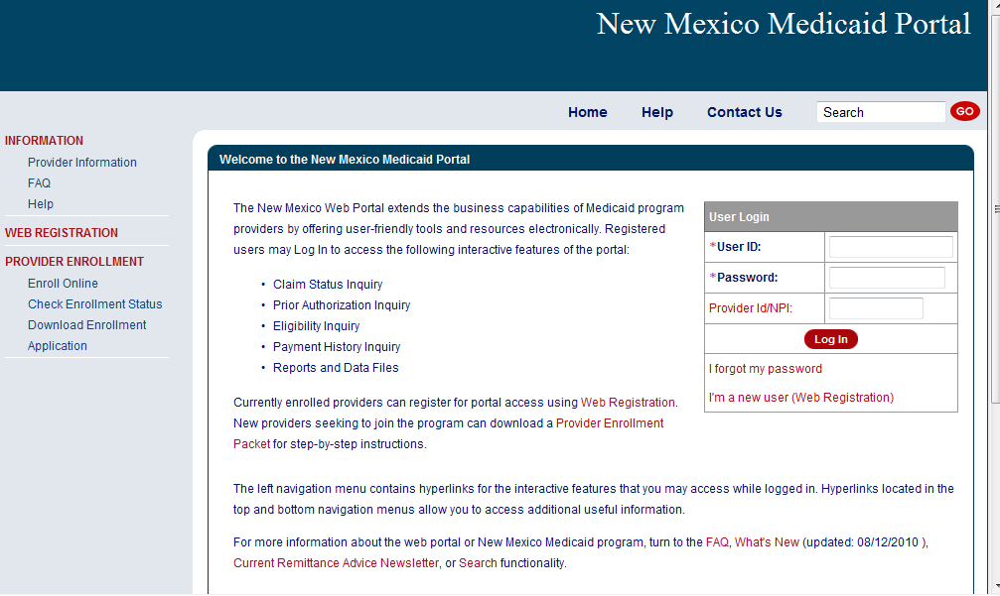 New Mexico Medicaid Portal
Home Help Contact Us Search GO
INFORMATION
Provider Information
FAQ
Help
WEB REGISTRATION
PROVIDER ENROLLMENT
Enroll Online
Check Enrollment Status
Download Enrollment
Application
Welcome to the New Mexico Medicaid Portal
The New Mexico Web Portal extends the business capabilities of Medicaid program
providers by offering user-friendly tools and resources electronically. Registered
users may Log In to access the following interactive features of the portal:
• Claim Status Inquiry
• Prior Authorization Inquiry
• Eligibility Inquiry
• Payment History Inquiry
• Reports and Data Files
Currently enrolled providers can register for portal access using Web Registration.
New providers seeking to join the program can download a Provider Enrollment
Packet for step-by-step instructions.
User Login
*User ID:
*Password:
Provider Id/NPI:
Log In
I forgot my password
I'm a new user (Web Registration)
The left navigation menu contains hyperlinks for the interactive features that you may access while logged in. Hyperlinks located in the
top and bottom navigation menus allow you to access additional useful information.
For more information about the web portal or New Mexico Medicaid program, turn to the FAQ, What's New (updated: 08/12/2010 ),
Current Remittance Advice Newsletter, or Search functionality.